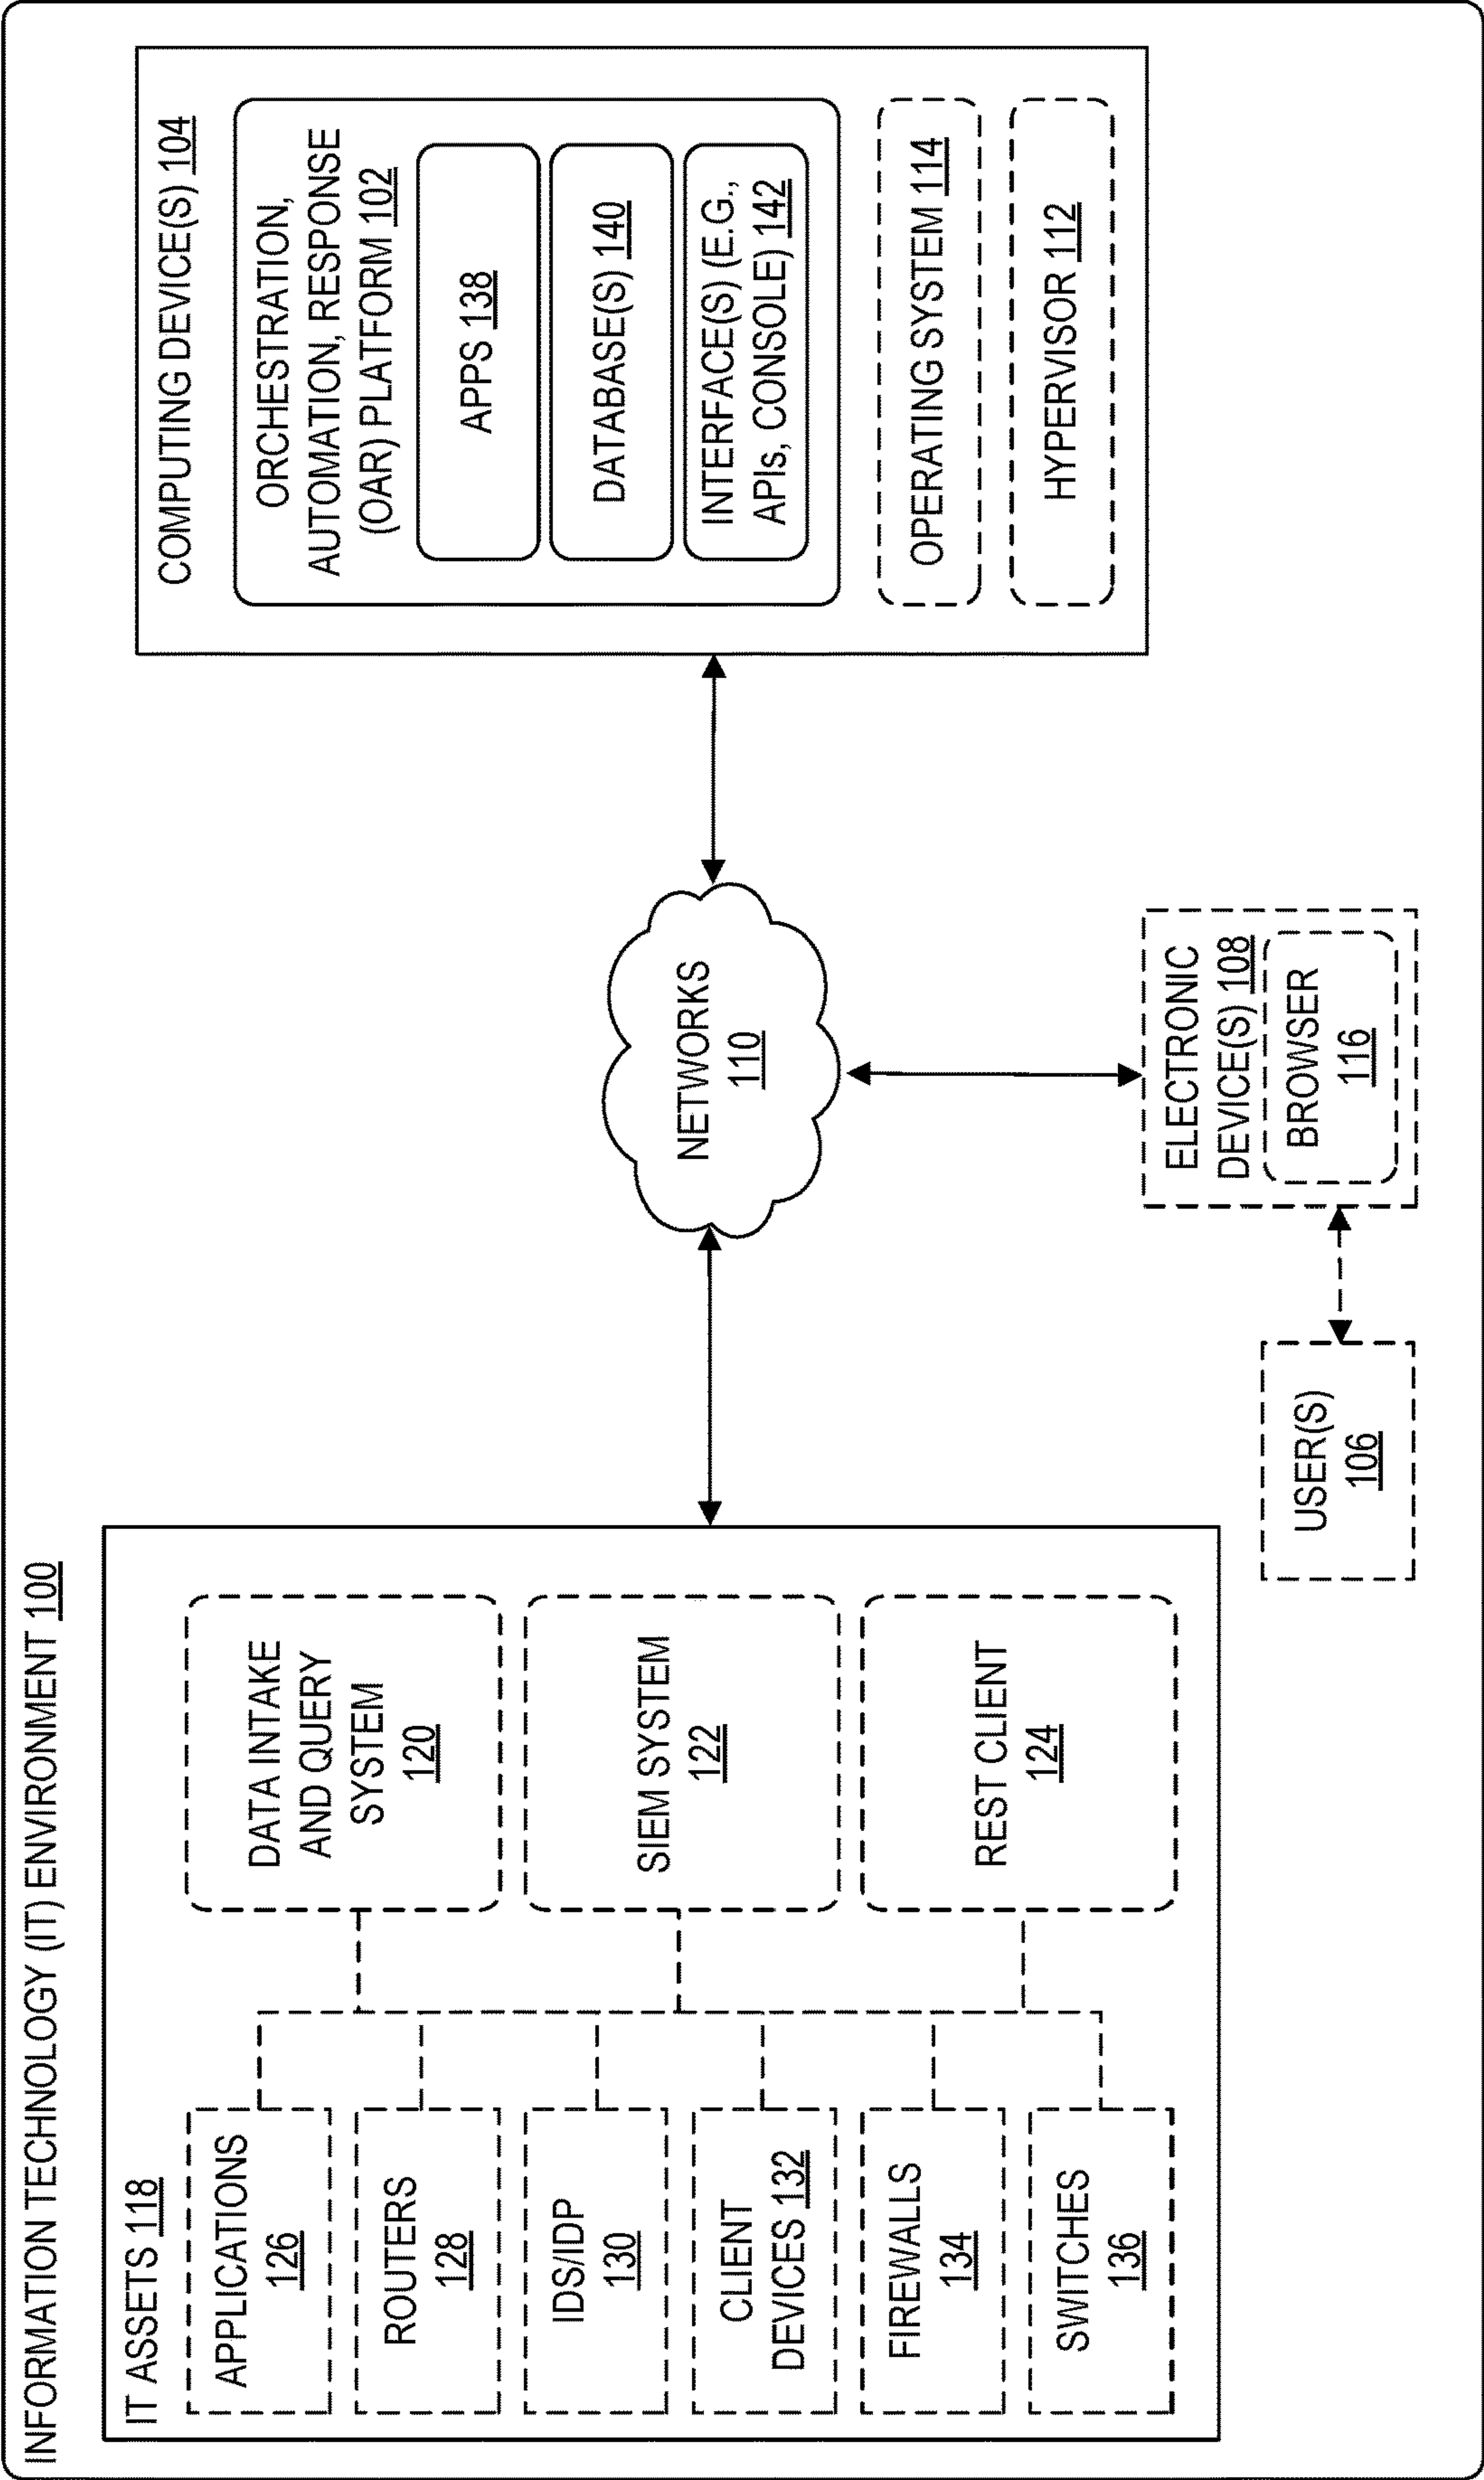 INFORMATION TECHNOLOGY (IT) ENVIRONMENT 100
IT ASSETS 118
APPLICATIONS
126
ROUTERS
128
IDS/IDP
130
CLIENT
DEVICES 132
FIREWALLS
134
SWITCHES
136
DATA INTAKE
AND QUERY
SYSTEM
120
SIEM SYSTEM
122
REST CLIENT
124
NETWORKS
110
USER(S)
106
ELECTRONIC
DEVICE(S) 108
BROWSER
116
COMPUTING DEVICE(S) 104
ORCHESTRATION,
AUTOMATION, RESPONSE
(OAR) PLATFORM 102
APPS 138
DATABASE(S) 140
INTERFACE(S) (E.G.,
APIs, CONSOLE) 142
OPERATING SYSTEM 114
HYPERVISOR 112